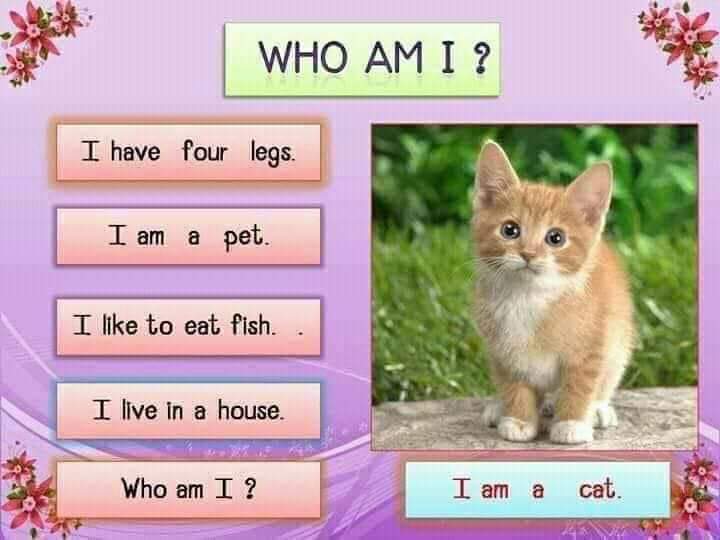 WHO AM I ?
I have four legs.
I am a pet.
I like to eat fish. .
I live in a house.
Who am I ?
I am a cat.